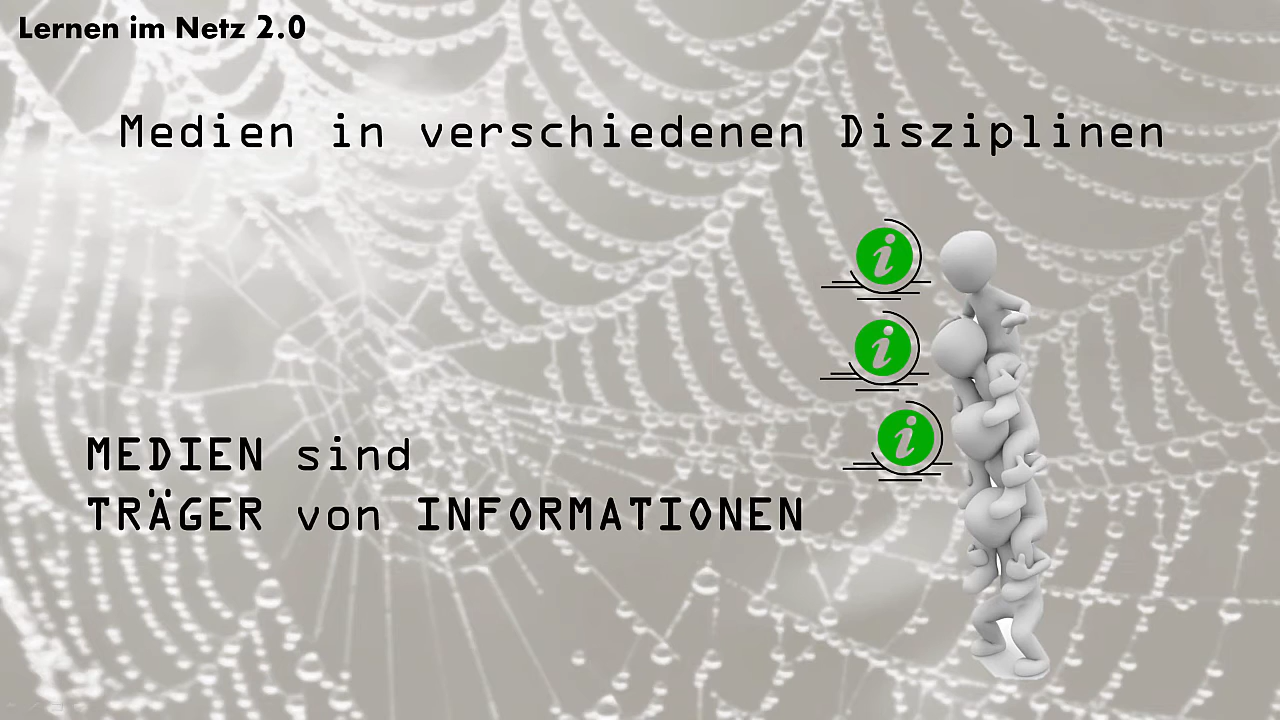 Lernen im Netz 2.0
Medien in verschiedenen Disziplinen
i
i
i
MEDIEN sind
TRÄGER von INFORMATIONEN